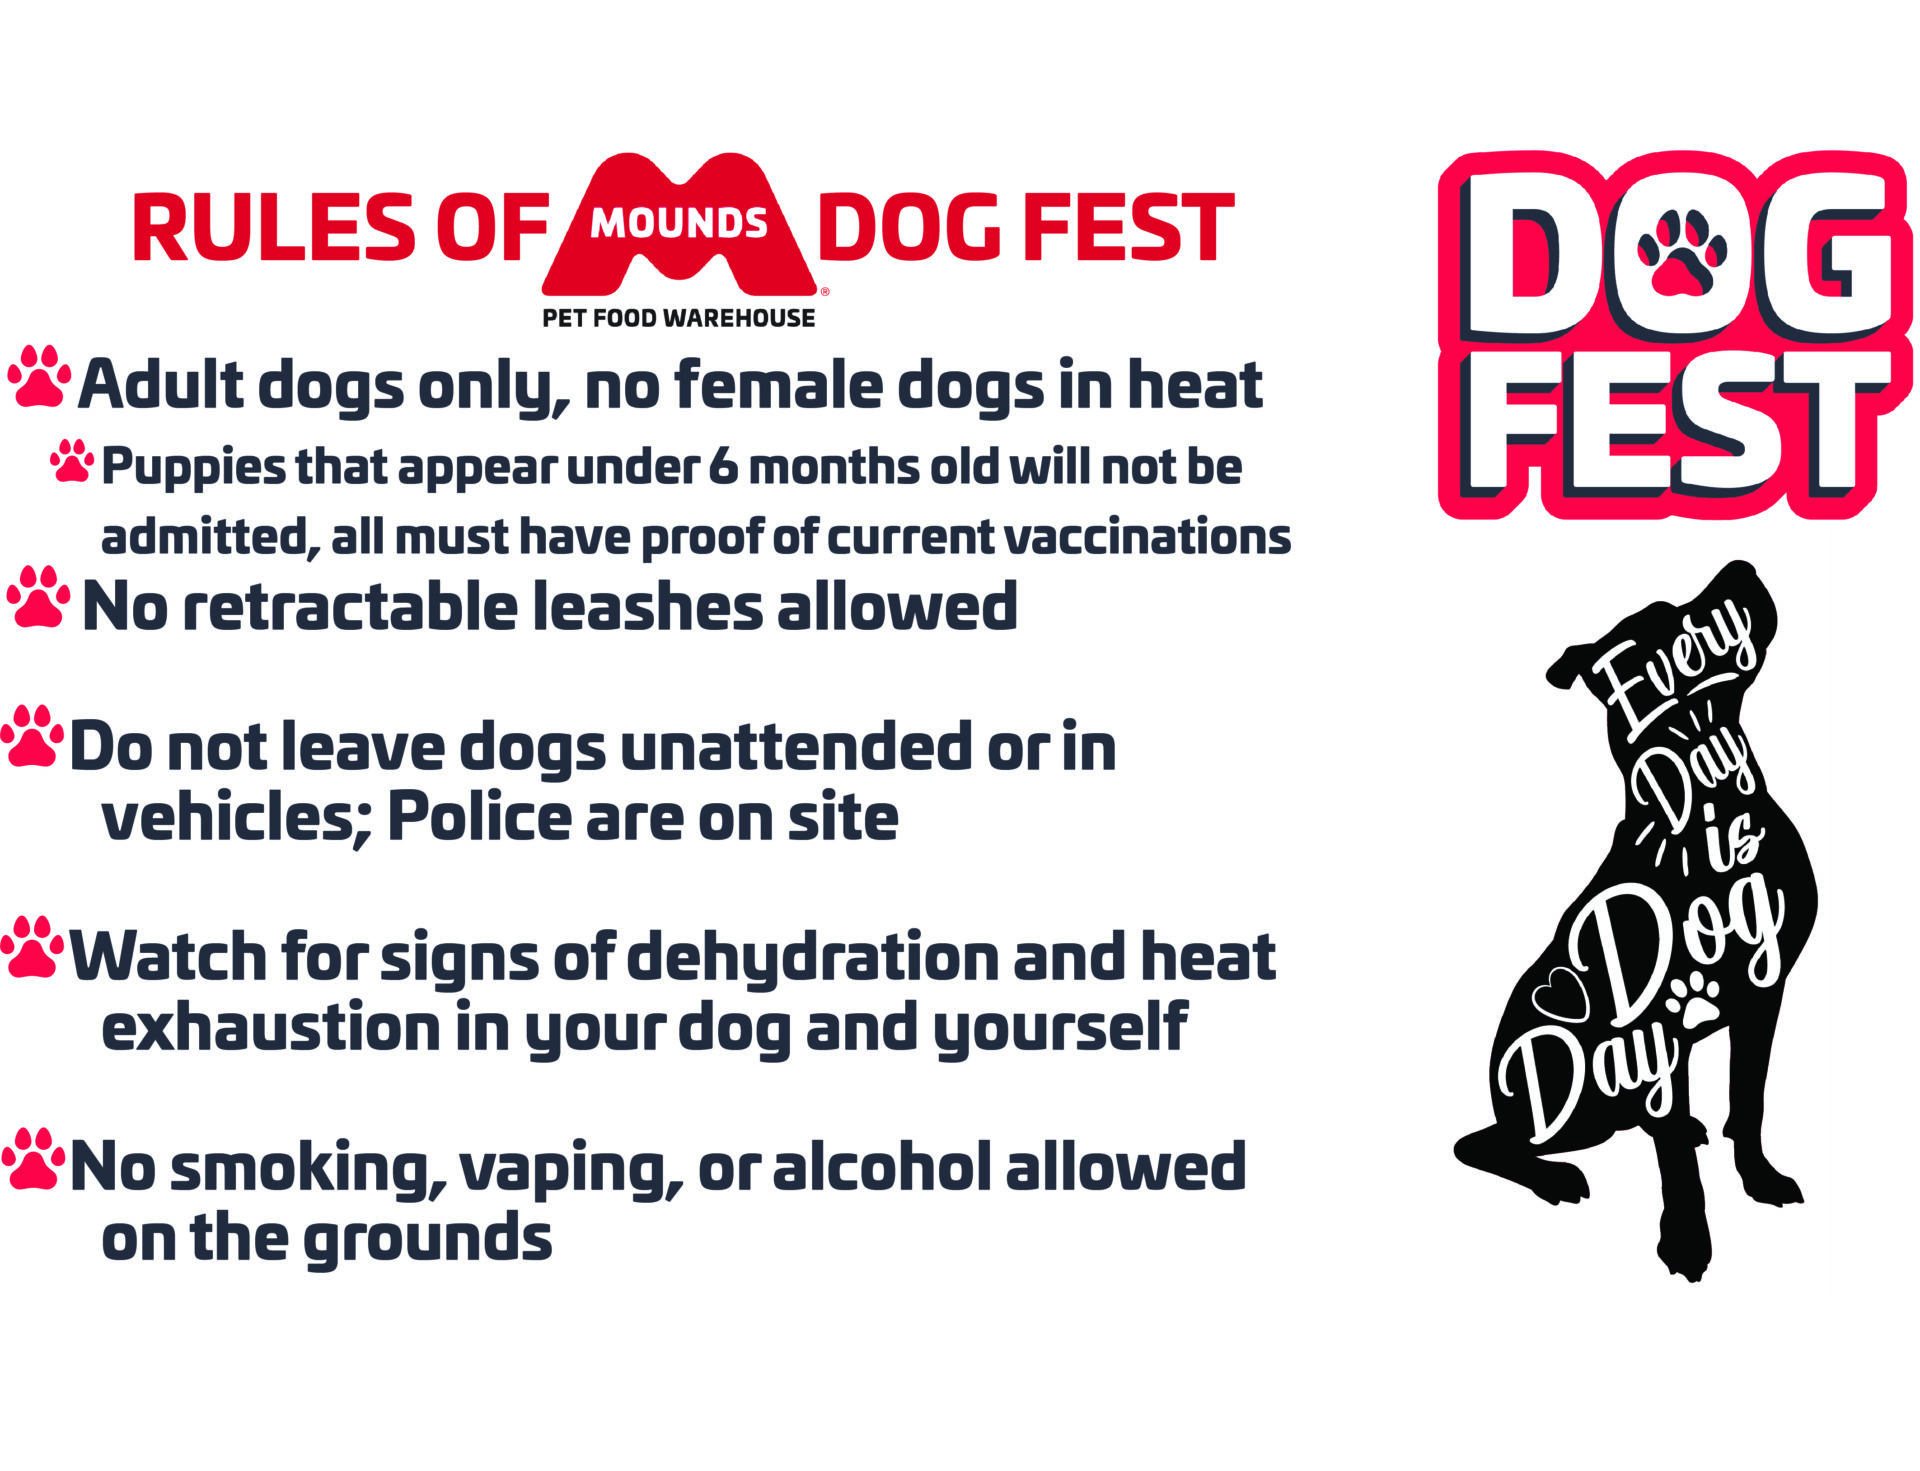 RULES OF MOUNDS DOG FEST
®
PET FOOD WAREHOUSE
Adult dogs only, no female dogs in heat
Puppies that appear under 6 months old will not be
admitted, all must have proof of current vaccinations
No retractable leashes allowed
Do not leave dogs unattended or in
vehicles; Police are on site
Watch for signs of dehydration and heat
exhaustion in your dog and yourself
No smoking, vaping, or alcohol allowed
on the grounds
DOG
FEST
Every
Day
is
Dog
Day